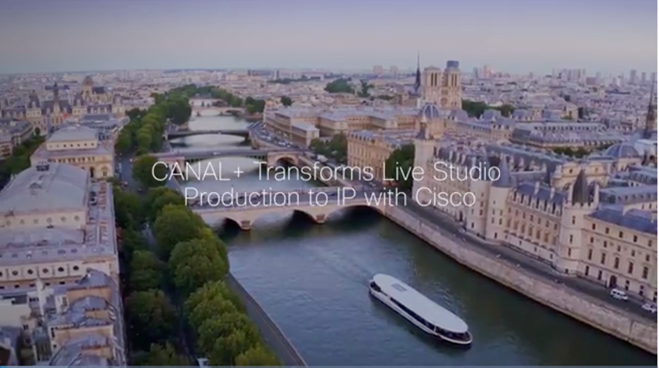 CANAL+ Transforms Live Studio
Production to IP with Cisco